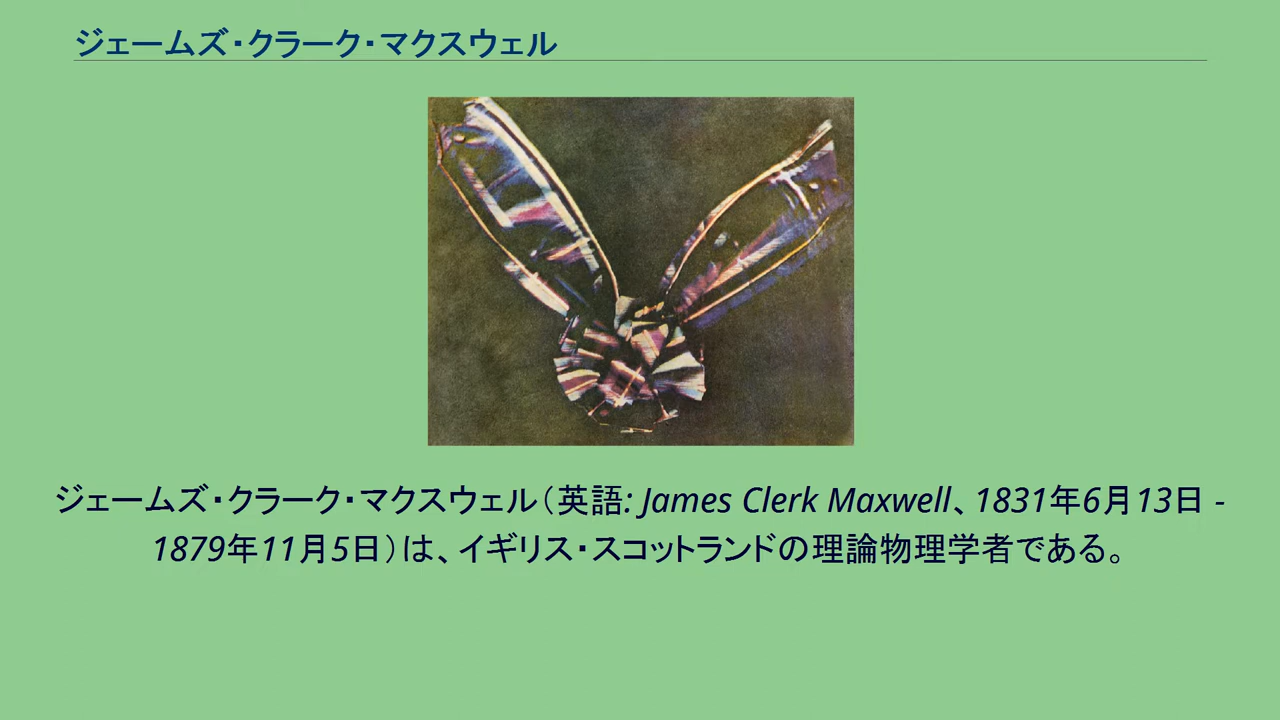 ジェームズ・クラーク・マクスウェル
ジェームズ・クラーク・マクスウェル（英語: James Clerk Maxwell、1831年6月13日 -
1879年11月5日）は、イギリス・スコットランドの理論物理学者である。